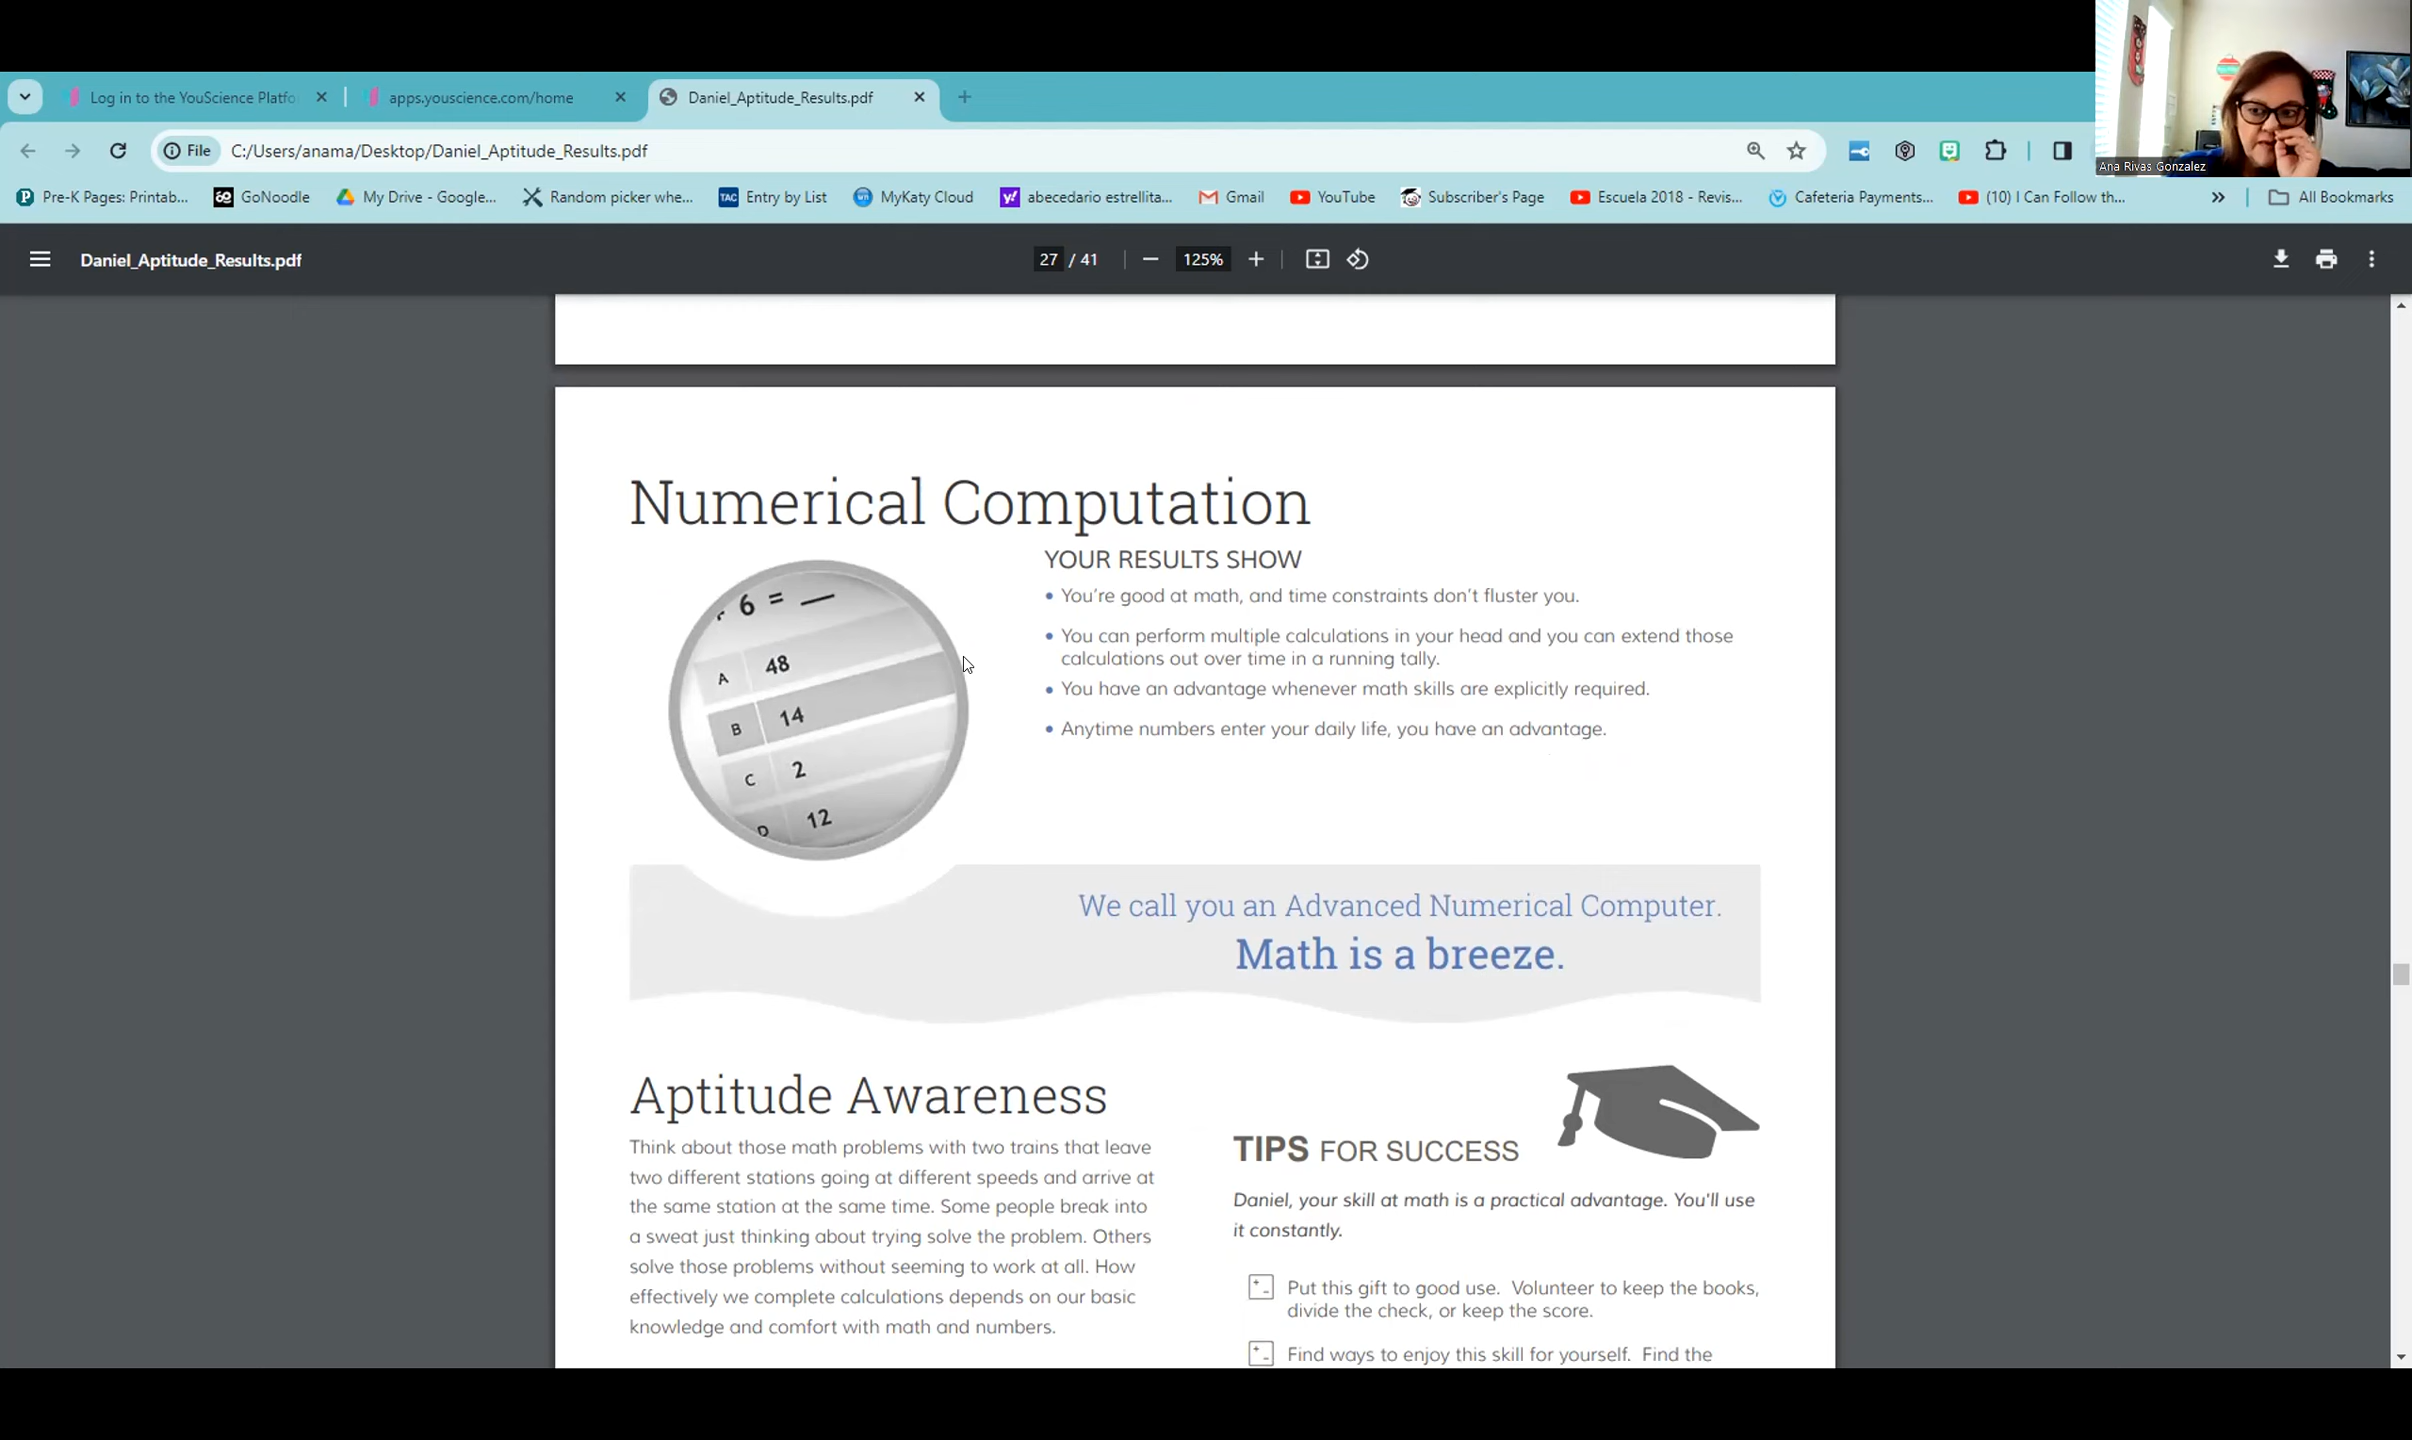 Log in to the YouScience Platfo
apps.youscience.com/home
Daniel_Aptitude_Results.pdf
File
C:/Users/anama/Desktop/Daniel_Aptitude_Results.pdf
Ana Rivas Gonzalez
Pre-K Pages: Printab...
GoNoodle
My Drive - Google...
Random picker whe...
TAC
Entry by List
MyKaty Cloud
abecedario estrellita...
Gmail
YouTube
Subscriber's Page
Escuela 2018 - Revis...
Cafeteria Payments...
(10) I Can Follow th...
All Bookmarks
Daniel_Aptitude_Results.pdf
27 / 41
125%
Numerical Computation
6 = __
A 48
B 14
C 2
D 12
YOUR RESULTS SHOW
• You're good at math, and time constraints don't fluster you.
• You can perform multiple calculations in your head and you can extend those
calculations out over time in a running tally.
• You have an advantage whenever math skills are explicitly required.
• Anytime numbers enter your daily life, you have an advantage.
We call you an Advanced Numerical Computer.
Math is a breeze.
Aptitude Awareness
Think about those math problems with two trains that leave
two different stations going at different speeds and arrive at
the same station at the same time. Some people break into
a sweat just thinking about trying solve the problem. Others
solve those problems without seeming to work at all. How
effectively we complete calculations depends on our basic
knowledge and comfort with math and numbers.
TIPS FOR SUCCESS
Daniel, your skill at math is a practical advantage. You'll use
it constantly.
Put this gift to good use. Volunteer to keep the books,
divide the check, or keep the score.
Find ways to enjoy this skill for yourself. Find the